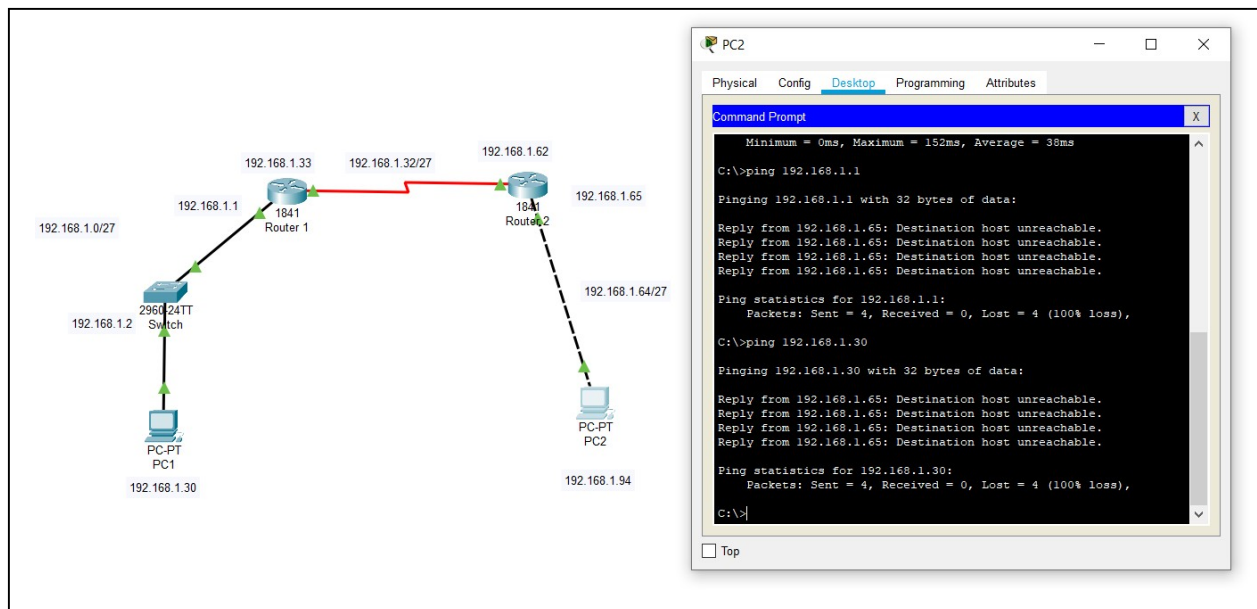 192.168.1.33
192.168.1.32/27
192.168.1.62
192.168.1.1
1841
Router 1
1841
Router 2
192.168.1.65
192.168.1.0/27
2960-24TT
Switch
192.168.1.2
192.168.1.64/27
PC-PT
PC1
192.168.1.30
PC-PT
PC2
192.168.1.94
PC2
Physical Config Desktop Programming Attributes
Command Prompt X
Minimum = 0ms, Maximum = 152ms, Average = 38ms
C:\>ping 192.168.1.1
Pinging 192.168.1.1 with 32 bytes of data:
Reply from 192.168.1.65: Destination host unreachable.
Reply from 192.168.1.65: Destination host unreachable.
Reply from 192.168.1.65: Destination host unreachable.
Reply from 192.168.1.65: Destination host unreachable.
Ping statistics for 192.168.1.1:
Packets: Sent = 4, Received = 0, Lost = 4 (100% loss),
C:\>ping 192.168.1.30
Pinging 192.168.1.30 with 32 bytes of data:
Reply from 192.168.1.65: Destination host unreachable.
Reply from 192.168.1.65: Destination host unreachable.
Reply from 192.168.1.65: Destination host unreachable.
Reply from 192.168.1.65: Destination host unreachable.
Ping statistics for 192.168.1.30:
Packets: Sent = 4, Received = 0, Lost = 4 (100% loss),
C:\>
Top